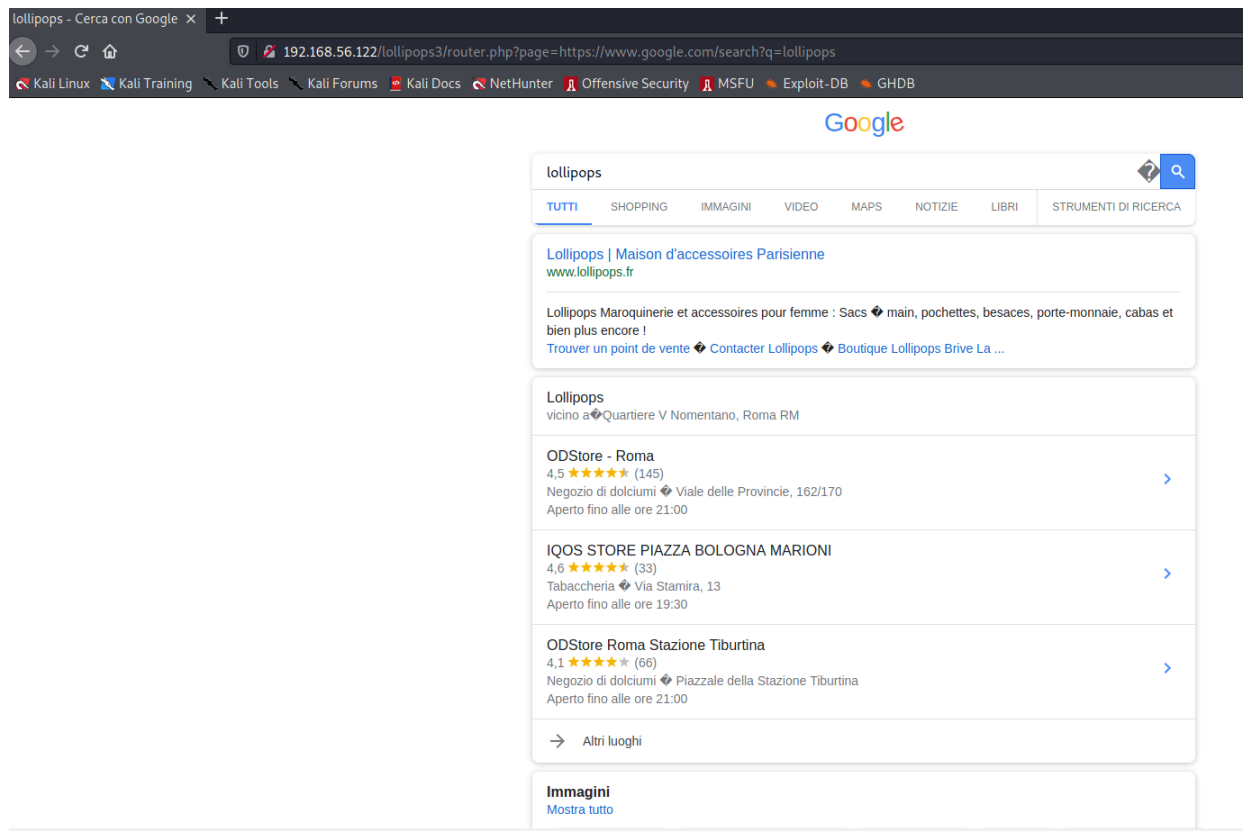 lollipops - Cerca con Google
192.168.56.122/lollipops3/router.php?page=https://www.google.com/search?q=lollipops
Kali Linux Kali Training Kali Tools Kali Forums Kali Docs NetHunter Offensive Security MSFU Exploit-DB GHDB
Google
lollipops �
TUTTI SHOPPING IMMAGINI VIDEO MAPS NOTIZIE LIBRI STRUMENTI DI RICERCA
Lollipops | Maison d'accessoires Parisienne
www.lollipops.fr
Lollipops Maroquinerie et accessoires pour femme : Sacs � main, pochettes, besaces, porte-monnaie, cabas et
bien plus encore !
Trouver un point de vente � Contacter Lollipops � Boutique Lollipops Brive La ...
Lollipops
vicino a�Quartiere V Nomentano, Roma RM
ODStore - Roma
4,5 ★★★★★ (145)
Negozio di dolciumi � Viale delle Provincie, 162/170
Aperto fino alle ore 21:00
IQOS STORE PIAZZA BOLOGNA MARIONI
4,6 ★★★★★ (33)
Tabaccheria � Via Stamira, 13
Aperto fino alle ore 19:30
ODStore Roma Stazione Tiburtina
4,1 ★★★★★ (66)
Negozio di dolciumi � Piazzale della Stazione Tiburtina
Aperto fino alle ore 21:00
Altri luoghi
Immagini
Mostra tutto